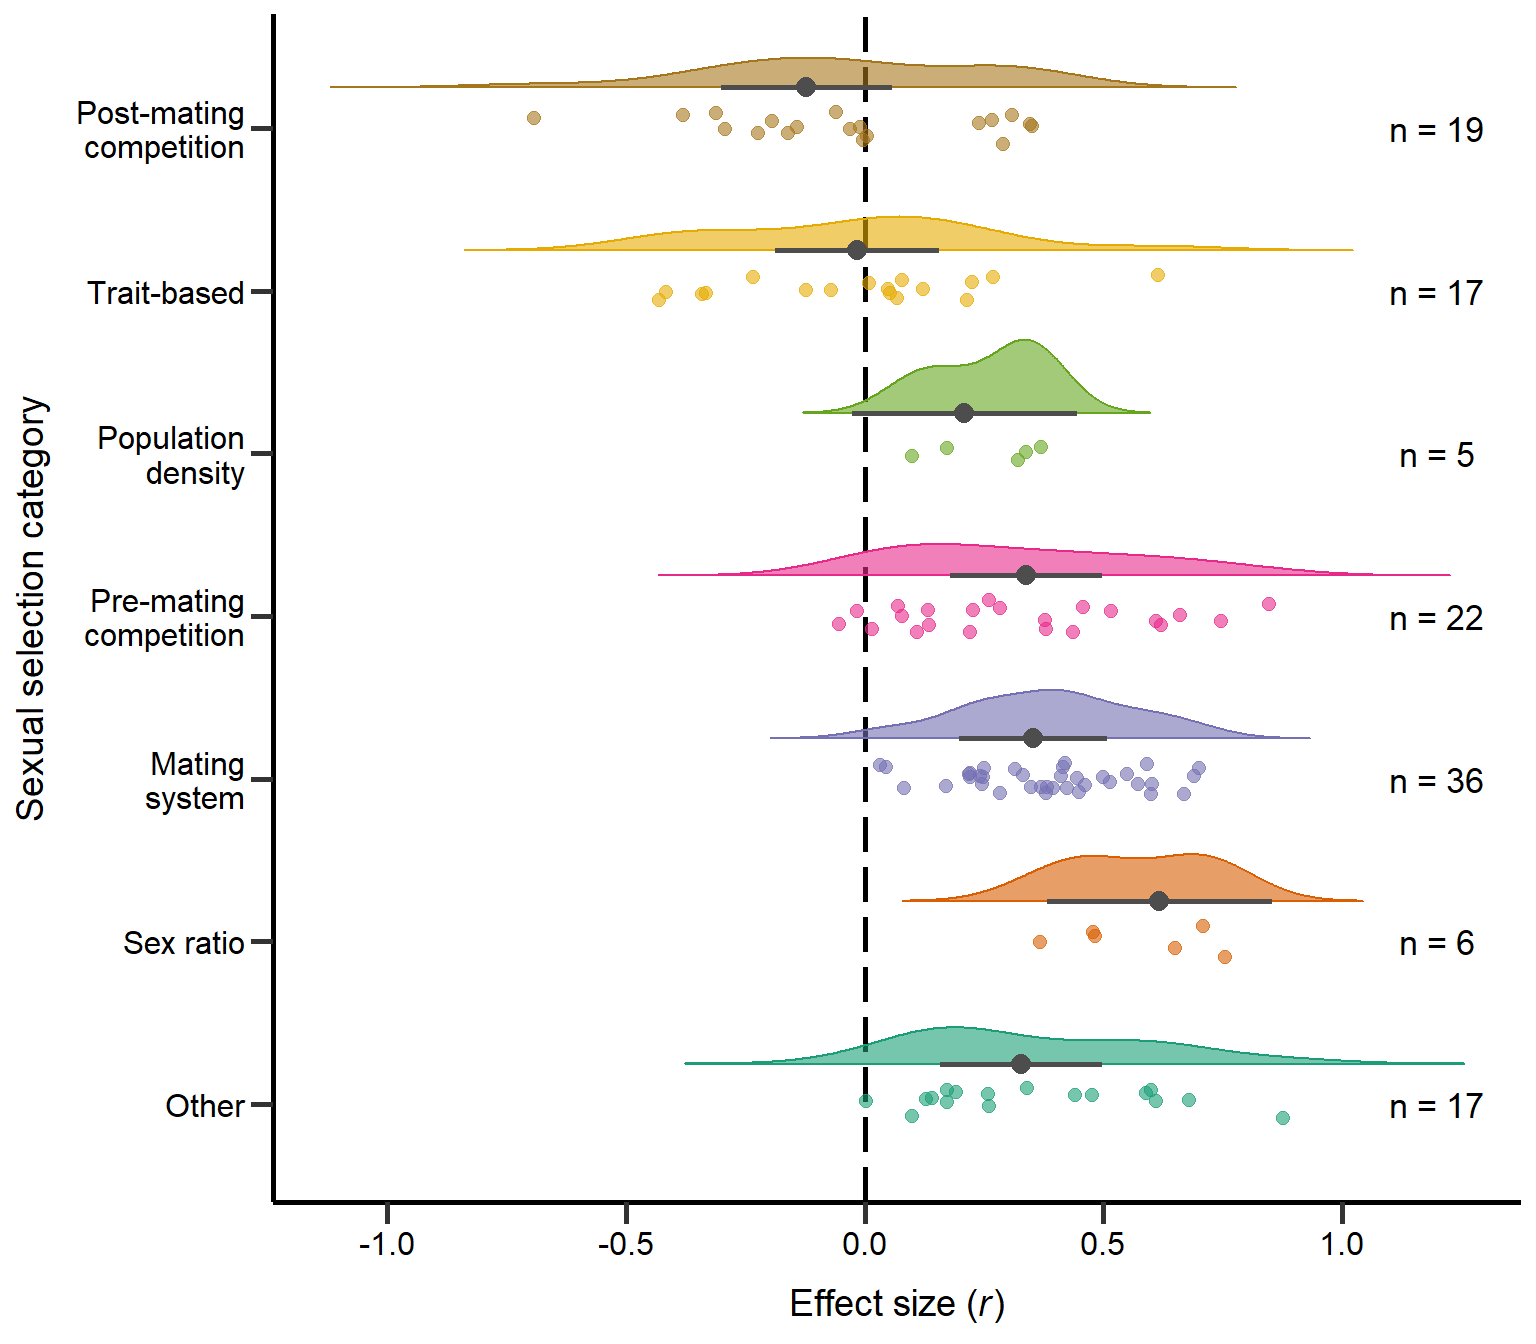 Sexual selection category
Post-mating
competition
n = 19
Trait-based
n = 17
Population
density
n = 5
Pre-mating
competition
n = 22
Mating
system
n = 36
Sex ratio
n = 6
Other
n = 17
-1.0 -0.5 0.0 0.5 1.0
Effect size (r)